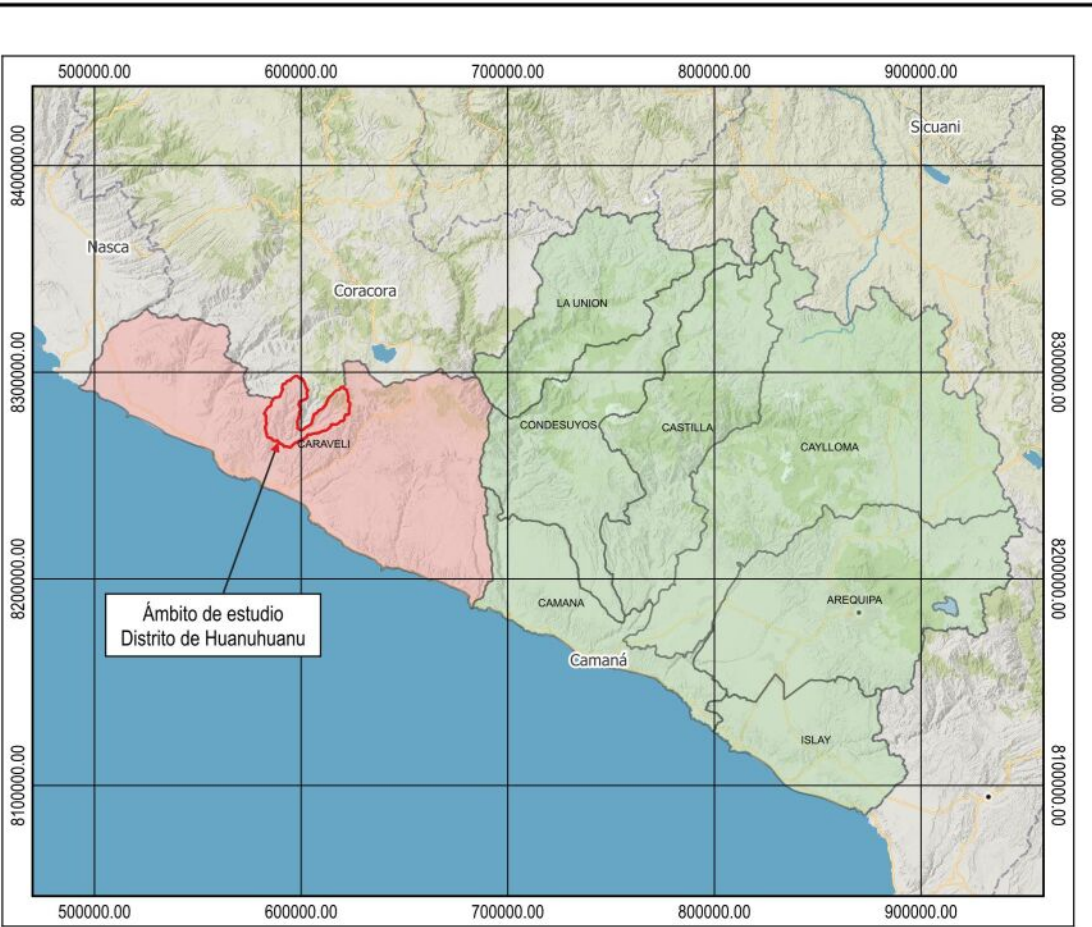 500000.00 600000.00 700000.00 800000.00 900000.00
Sicuani
8400000.00 8400000.00
Nasca
Coracora
LA UNION
8300000.00 8300000.00
CONDESUYOS CASTILLA
CARAVELI CAYLLOMA
8200000.00 8200000.00
CAMANA AREQUIPA
Ámbito de estudio
Distrito de Huanuhuanu
Camaná
ISLAY
8100000.00 8100000.00
500000.00 600000.00 700000.00 800000.00 900000.00